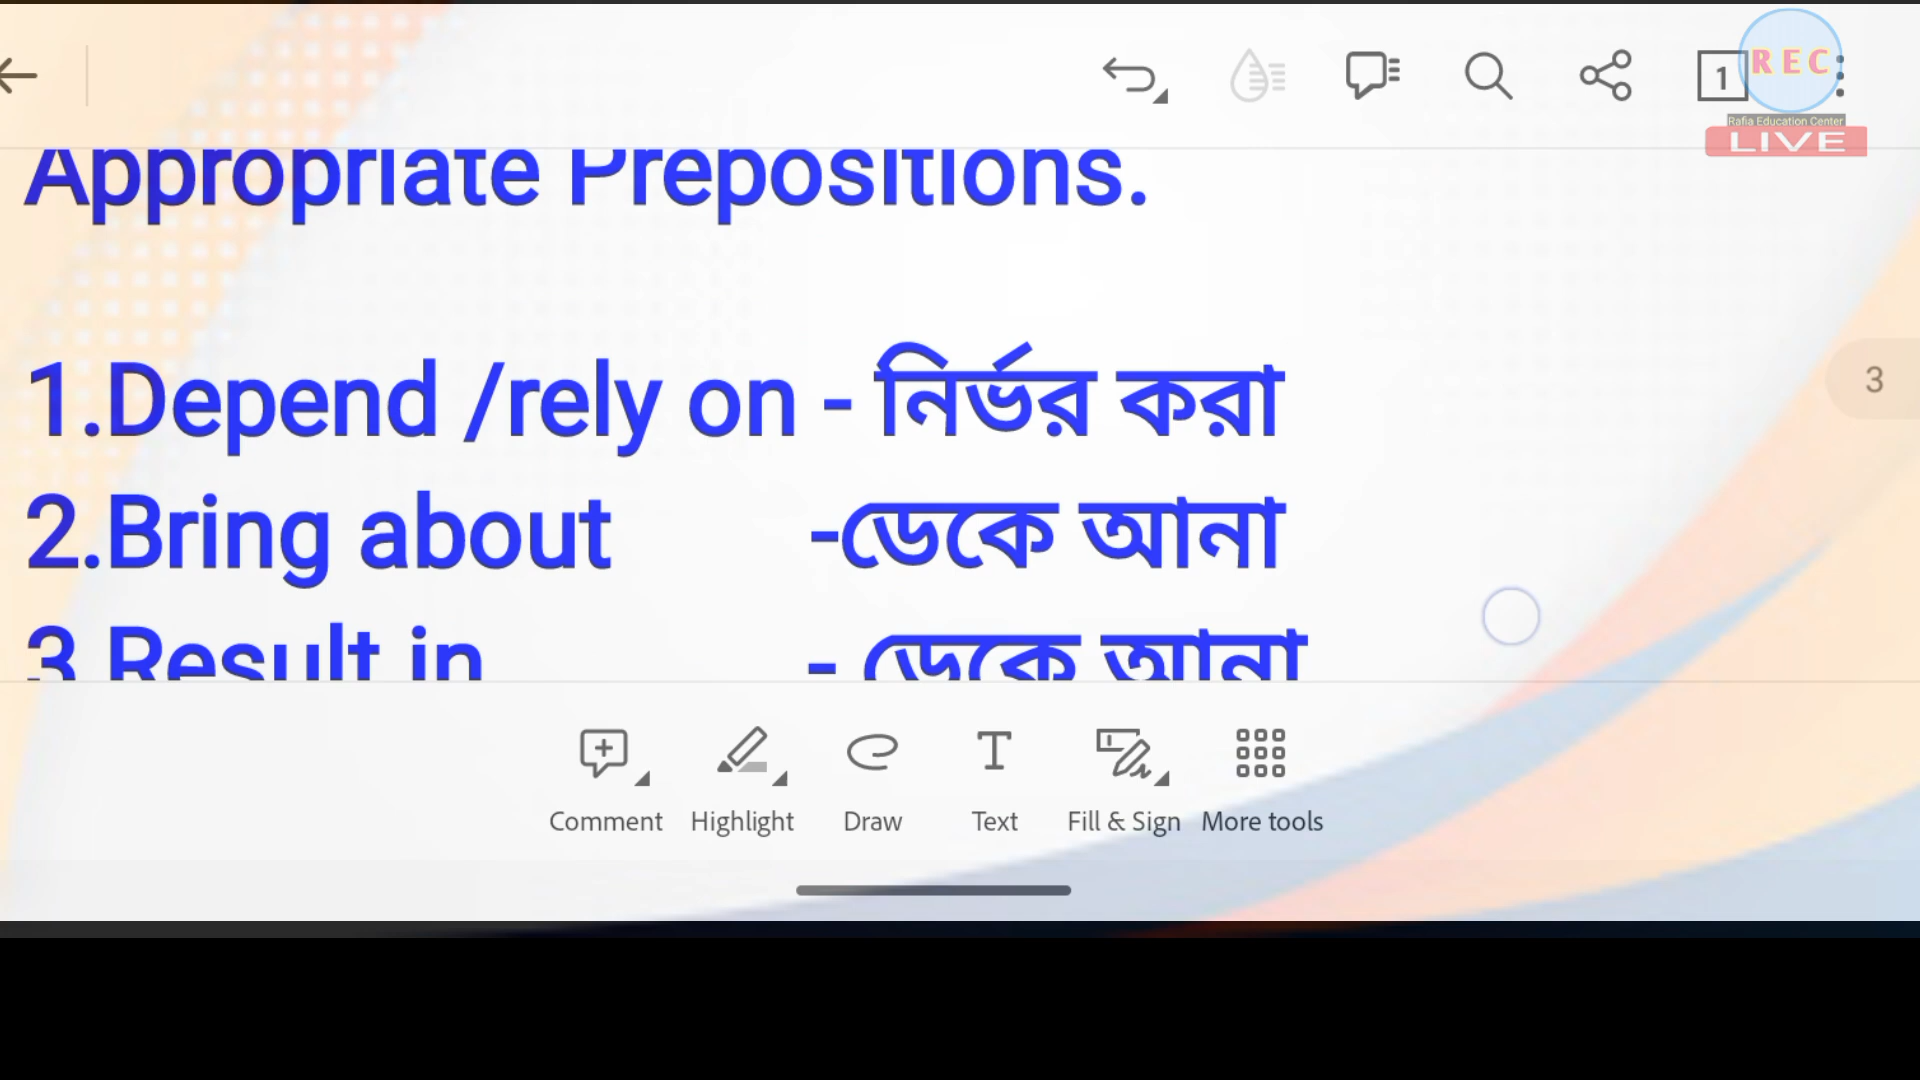 1
R E C
Rafia Education Center
LIVE
Appropriate Prepositions.
1.Depend /rely on - নির্ভর করা
3
2.Bring about -ডেকে আনা
3.Result in - ডেকে আনা
Comment Highlight Draw Text Fill & Sign More tools